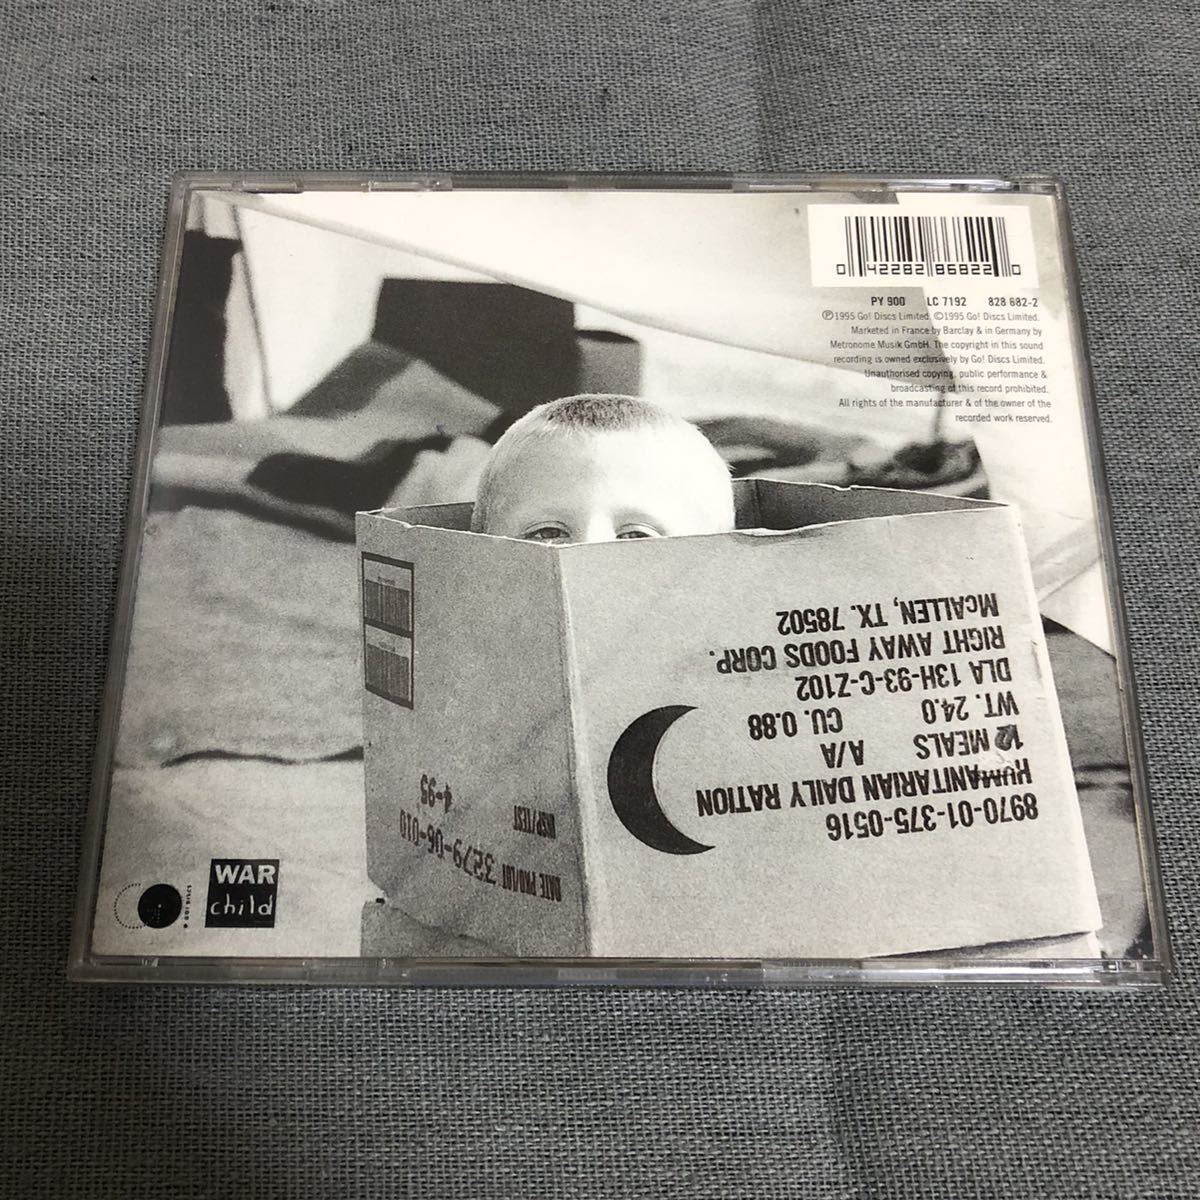 0 42282 86822 0
PY 900 LC 7192 828 682-2
℗1995 Go! Discs Limited. ©1995 Go! Discs Limited.
Marketed in France by Barclay & in Germany by
Metronome Musik GmbH. The copyright in this sound
recording is owned exclusively by Go! Discs Limited.
Unauthorised copying, public performance &
broadcasting of this record prohibited.
All rights of the manufacturer & of the owner of the
recorded work reserved.
8970-01-375-0516
HUMANITARIAN DAILY RATION
MEALS A/A
WT. 24.0 CU. 0.88
DLA 13H-93-C-Z102
RIGHT AWAY FOODS CORP.
McALLEN, TX. 78502
DATE PKD/LOT 3279-06-010
INSP/TEST 4-95
WAR
child